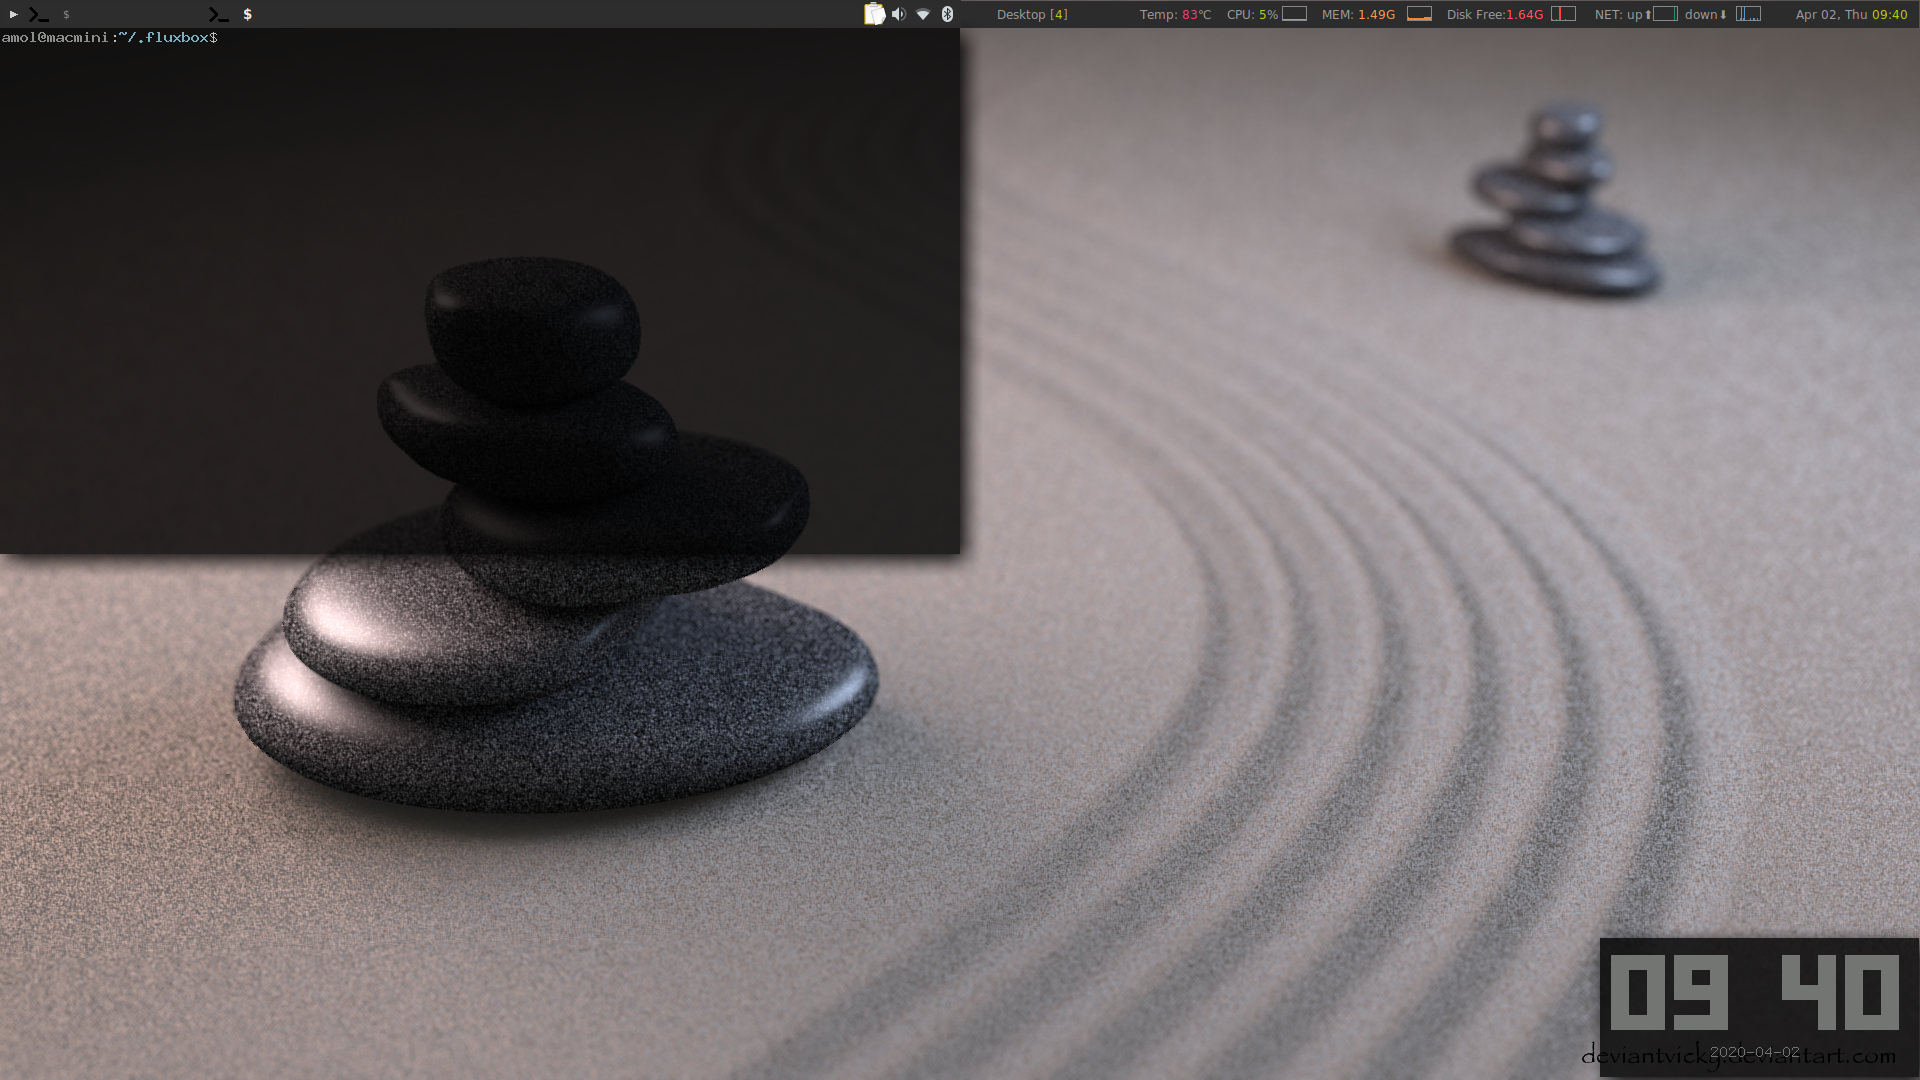 $ $ Desktop [4] Temp: 83°C CPU: 5% MEM: 1.49G Disk Free:1.64G NET: up⬆ down⬇ Apr 02, Thu 09:40
amol@macmini:~/.fluxbox$
09 40
2020-04-02
deviantvicky.deviantart.com